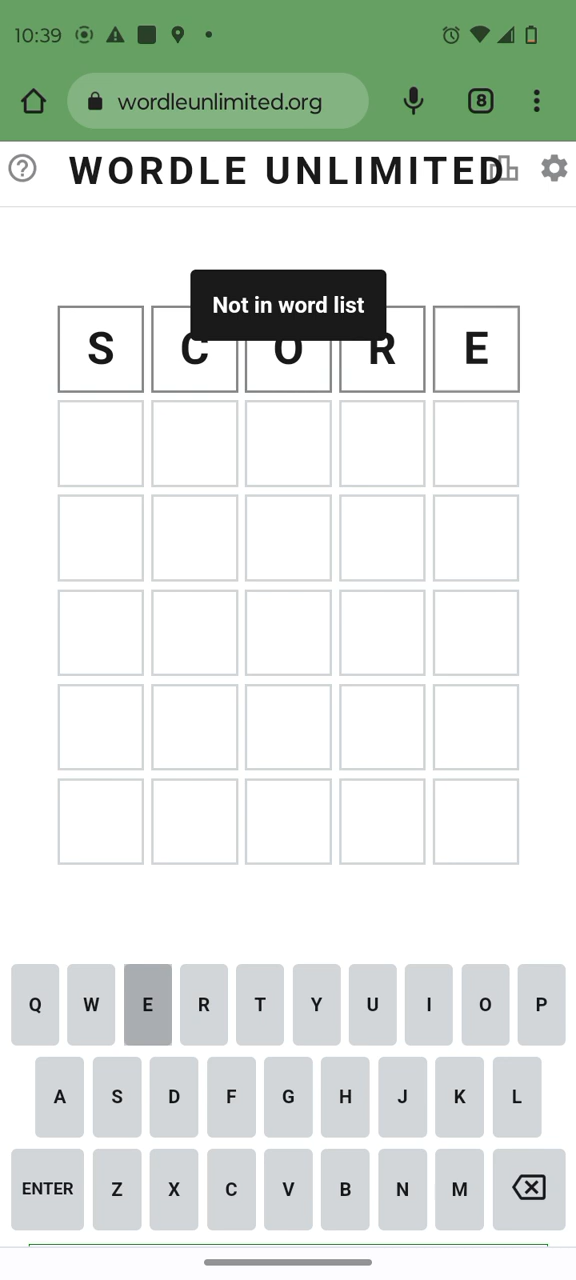 10:39
wordleunlimited.org
8
WORDLE UNLIMITED
Not in word list
S C O R E
Q W E R T Y U I O P
A S D F G H J K L
ENTER Z X C V B N M